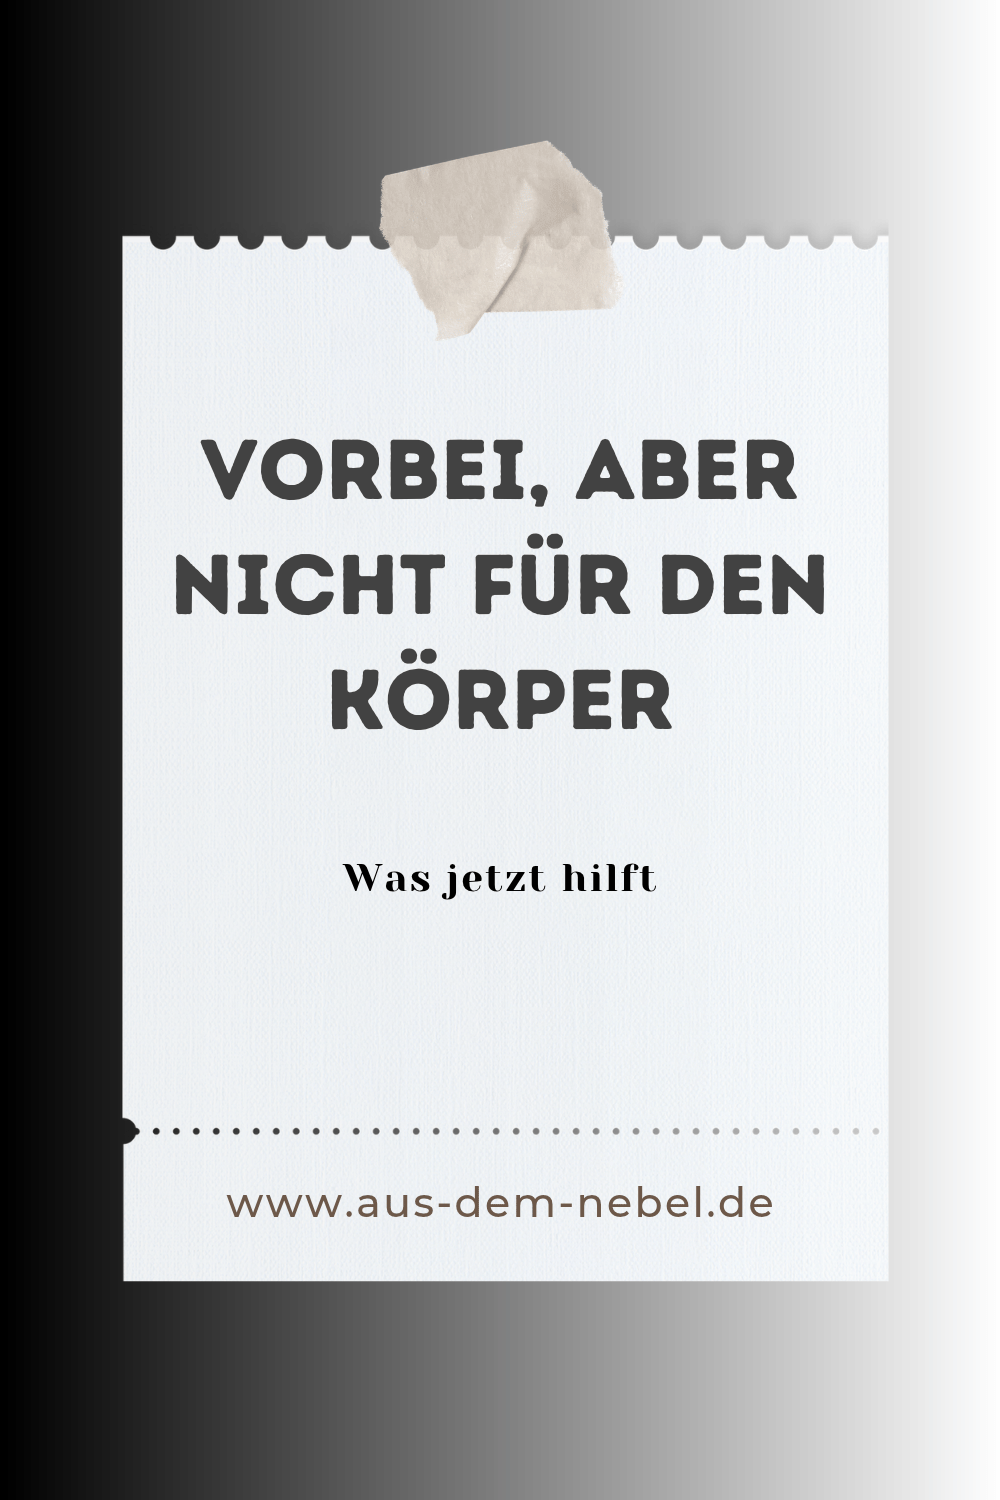 VORBEI, ABER
NICHT FÜR DEN
KÖRPER
Was jetzt hilft
www.aus-dem-nebel.de